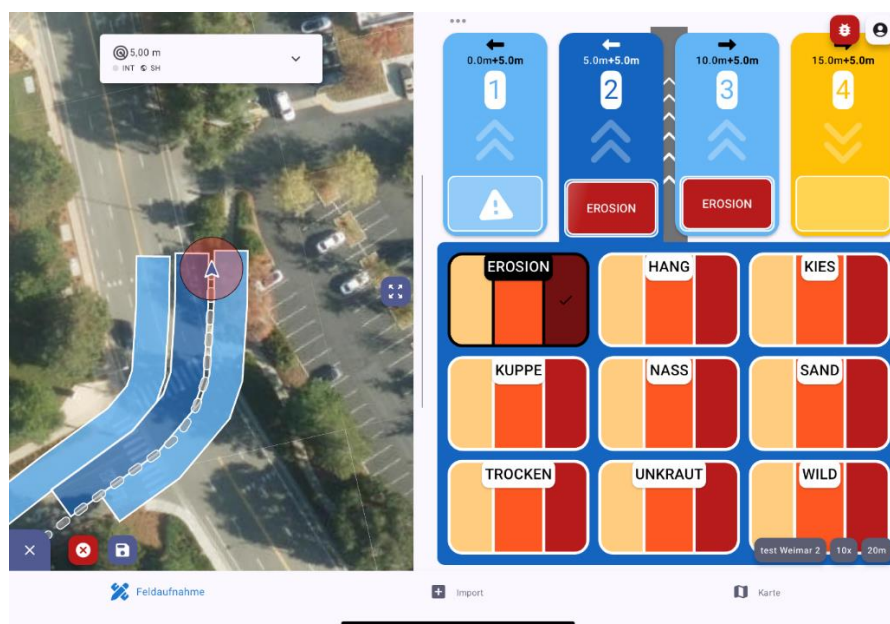 5,00 m
INT SH
0.0m+5.0m
1
5.0m+5.0m
2
EROSION
10.0m+5.0m
3
EROSION
15.0m+5.0m
4
EROSION
HANG
KIES
KUPPE
NASS
SAND
TROCKEN
UNKRAUT
WILD
test Weimar 2
10x
20m
Feldaufnahme
Import
Karte